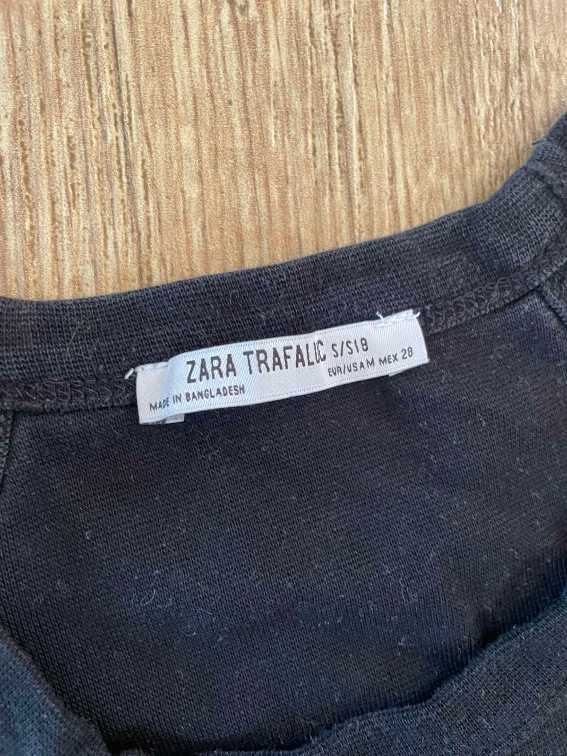 ZARA TRAFALUC S/S18
MADE IN BANGLADESH EUR/USA M MEX 28